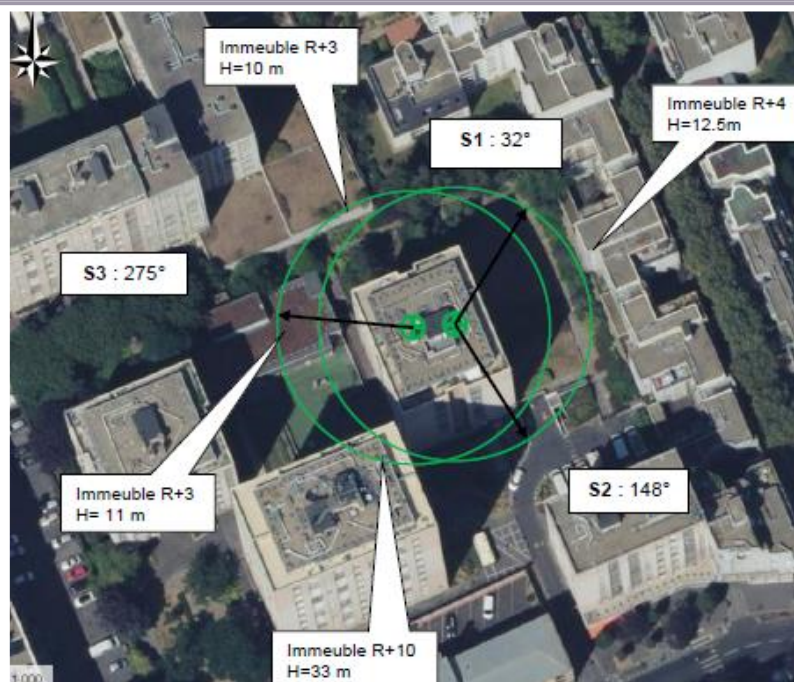 Immeuble R+3
H=10 m
S1 : 32°
Immeuble R+4
H=12.5m
S3 : 275°
Immeuble R+3
H= 11 m
S2 : 148°
Immeuble R+10
H=33 m